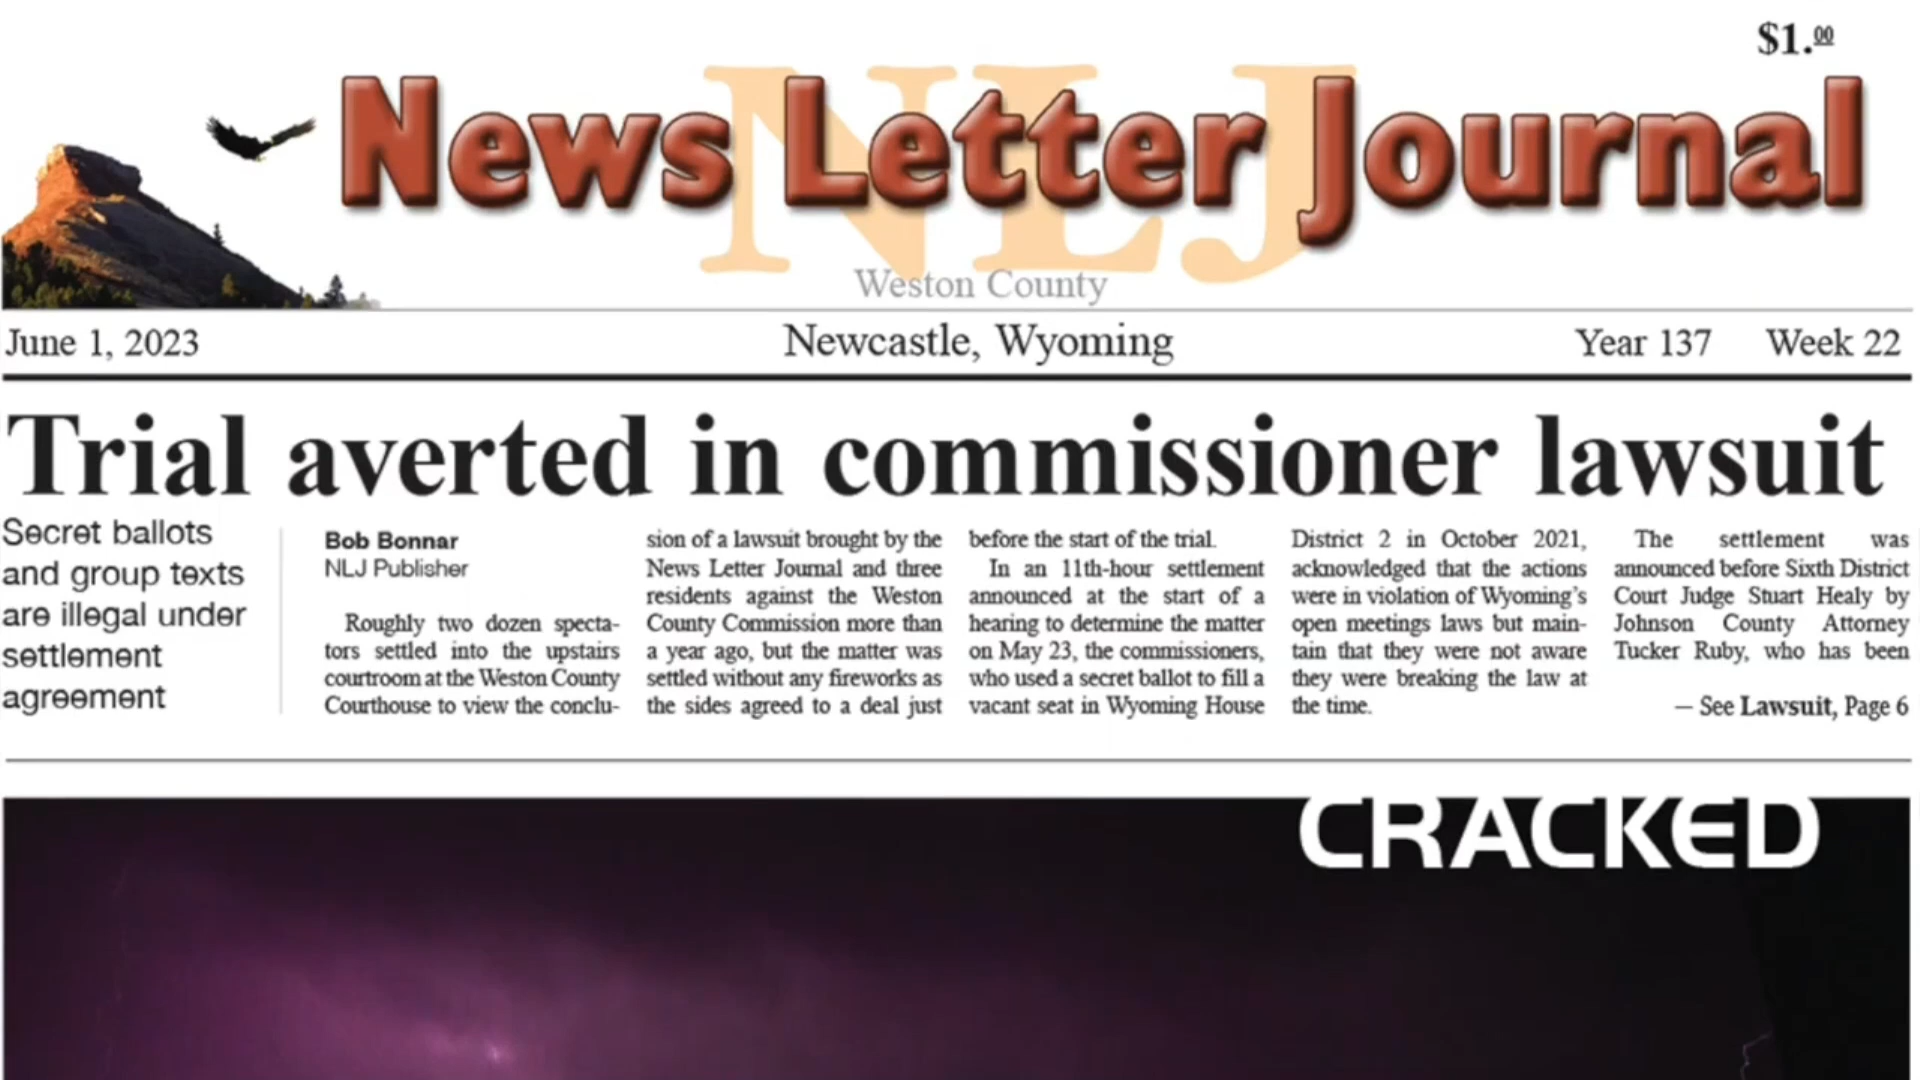 $1.00
NLJ
News Letter Journal
Weston County
June 1, 2023 Newcastle, Wyoming Year 137 Week 22
Trial averted in commissioner lawsuit
Secret ballots
and group texts
are illegal under
settlement
agreement
Bob Bonnar
NLJ Publisher
Roughly two dozen specta-
tors settled into the upstairs
courtroom at the Weston County
Courthouse to view the conclu-
sion of a lawsuit brought by the
News Letter Journal and three
residents against the Weston
County Commission more than
a year ago, but the matter was
settled without any fireworks as
the sides agreed to a deal just
before the start of the trial.
In an 11th-hour settlement
announced at the start of a
hearing to determine the matter
on May 23, the commissioners,
who used a secret ballot to fill a
vacant seat in Wyoming House
District 2 in October 2021,
acknowledged that the actions
were in violation of Wyoming's
open meetings laws but main-
tain that they were not aware
they were breaking the law at
the time.
The settlement was
announced before Sixth District
Court Judge Stuart Healy by
Johnson County Attorney
Tucker Ruby, who has been
— See Lawsuit, Page 6
CRACKED